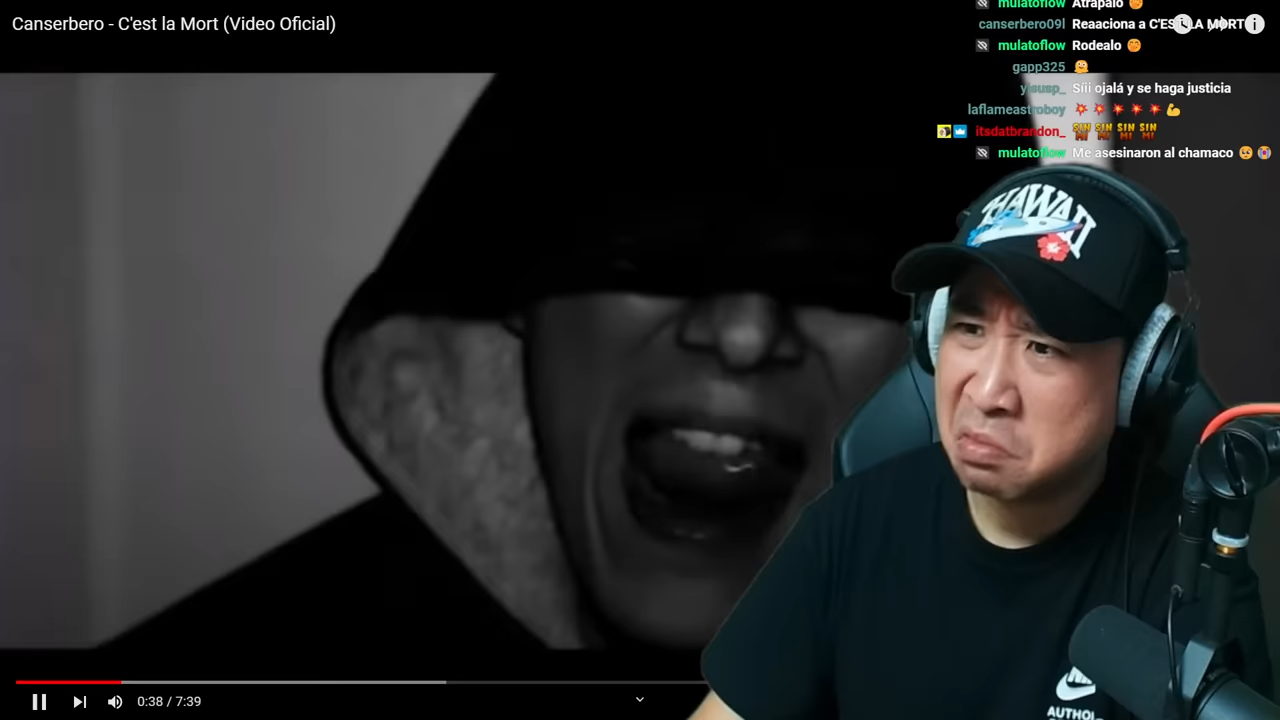 Canserbero - C'est la Mort (Video Oficial)
mulatoflow Atrapalo
canserbero09l Reaaciona a C'EST LA MORT
mulatoflow Rodealo
gapp325
Siii ojalá y se haga justicia
laflameastroboy
itsdatbrandon_
mulatoflow Me asesinaron al chamaco
HAWAII
0:38 / 7:39